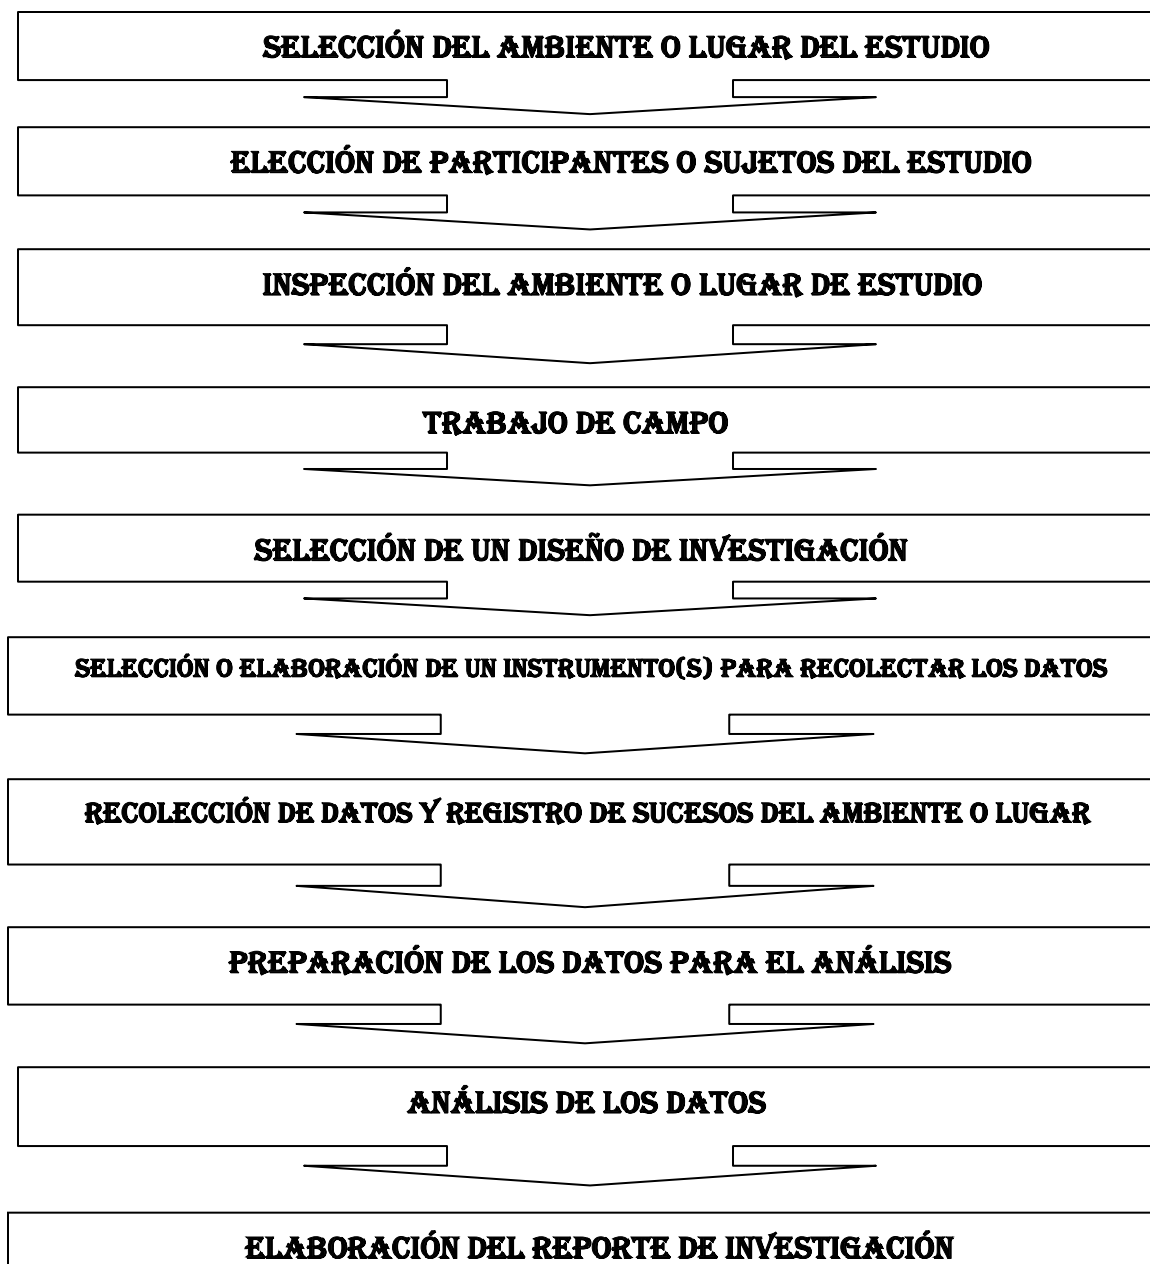 SELECCIÓN DEL AMBIENTE O LUGAR DEL ESTUDIO
ELECCIÓN DE PARTICIPANTES O SUJETOS DEL ESTUDIO
INSPECCIÓN DEL AMBIENTE O LUGAR DE ESTUDIO
TRABAJO DE CAMPO
SELECCIÓN DE UN DISEÑO DE INVESTIGACIÓN
SELECCIÓN O ELABORACIÓN DE UN INSTRUMENTO(S) PARA RECOLECTAR LOS DATOS
RECOLECCIÓN DE DATOS Y REGISTRO DE SUCESOS DEL AMBIENTE O LUGAR
PREPARACIÓN DE LOS DATOS PARA EL ANÁLISIS
ANÁLISIS DE LOS DATOS
ELABORACIÓN DEL REPORTE DE INVESTIGACIÓN